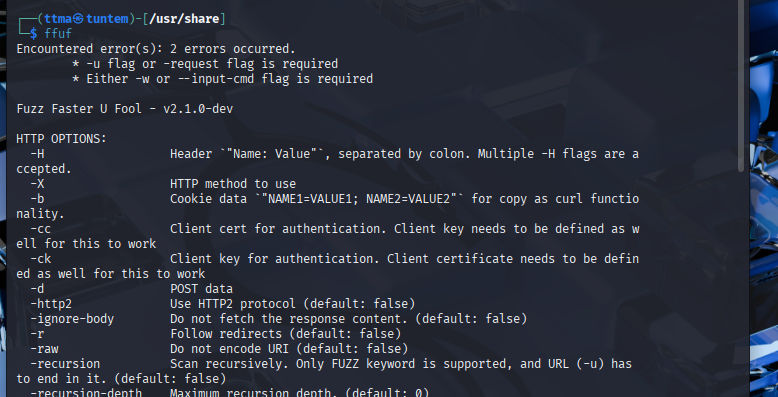 ┌──(ttma㉿tuntem)-[/usr/share]
└─$ ffuf
Encountered error(s): 2 errors occurred.
* -u flag or -request flag is required
* Either -w or --input-cmd flag is required
Fuzz Faster U Fool - v2.1.0-dev
HTTP OPTIONS:
-H Header `"Name: Value"`, separated by colon. Multiple -H flags are a
ccepted.
-X HTTP method to use
-b Cookie data `"NAME1=VALUE1; NAME2=VALUE2"` for copy as curl functio
nality.
-cc Client cert for authentication. Client key needs to be defined as w
ell for this to work
-ck Client key for authentication. Client certificate needs to be defin
ed as well for this to work
-d POST data
-http2 Use HTTP2 protocol (default: false)
-ignore-body Do not fetch the response content. (default: false)
-r Follow redirects (default: false)
-raw Do not encode URI (default: false)
-recursion Scan recursively. Only FUZZ keyword is supported, and URL (-u) has
to end in it. (default: false)
-recursion-depth Maximum recursion depth. (default: 0)